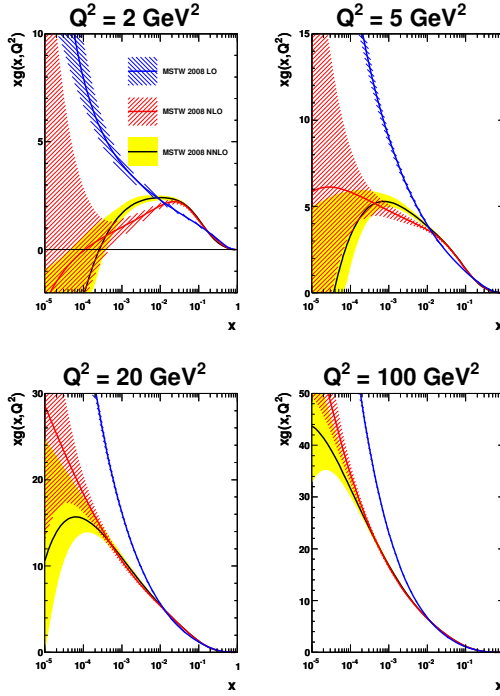 Q² = 2 GeV²
xg(x,Q²)
10
5
0
MSTW 2008 LO
MSTW 2008 NLO
MSTW 2008 NNLO
10⁻⁵ 10⁻⁴ 10⁻³ 10⁻² 10⁻¹ 1
x
Q² = 5 GeV²
xg(x,Q²)
15
10
5
0
10⁻⁵ 10⁻⁴ 10⁻³ 10⁻² 10⁻¹
x
Q² = 20 GeV²
xg(x,Q²)
30
20
10
0
10⁻⁵ 10⁻⁴ 10⁻³ 10⁻² 10⁻¹ 1
x
Q² = 100 GeV²
xg(x,Q²)
50
40
30
20
10
0
10⁻⁵ 10⁻⁴ 10⁻³ 10⁻² 10⁻¹
x